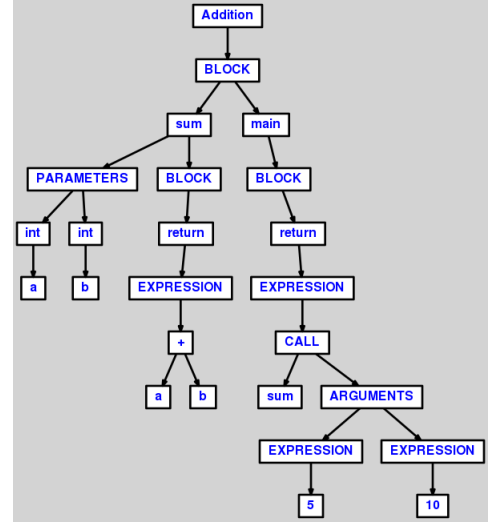 Addition
BLOCK
sum main
PARAMETERS BLOCK BLOCK
int int return return
a b EXPRESSION EXPRESSION
+ CALL
a b sum ARGUMENTS
EXPRESSION EXPRESSION
5 10